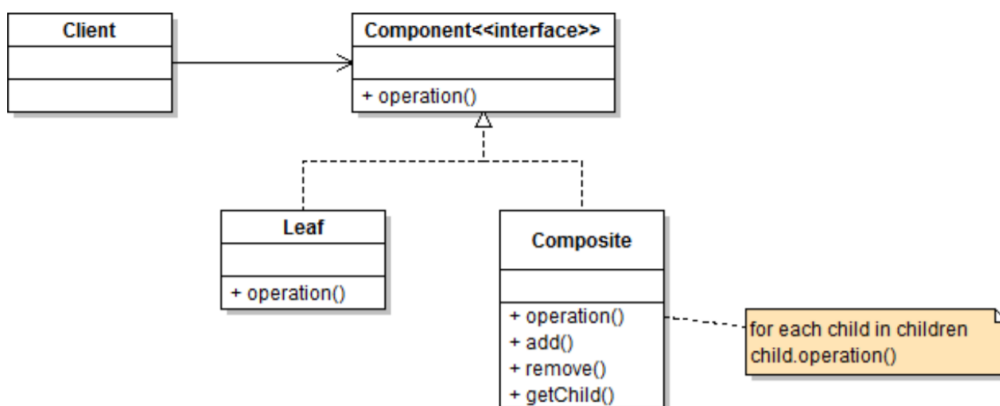 Client
Component<<interface>>
+ operation()
Leaf
+ operation()
Composite
+ operation()
+ add()
+ remove()
+ getChild()
for each child in children
child.operation()